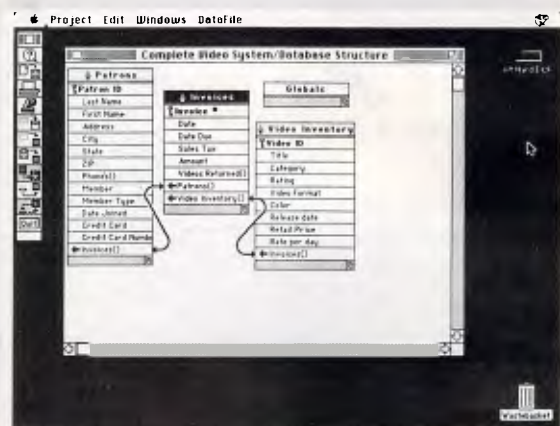 Project Edit Windows DataFile
Complete Video System/Database Structure
Patrons
Patron ID
Last Name
First Name
Address
City
State
ZIP
Phone's()
Member
Member Type
Date Joined
Credit Card
Credit Card Numbe
Invoices()
Invoices
Invoice #
Date
Date Due
Sales Tax
Amount
Videos Returned()
Patrons()
Video Inventory()
Globals
Video Inventory
Video ID
Title
Category
Rating
Video Format
Color
Release date
Retail Price
Rate per day
Invoices()
Quit
Wastebasket